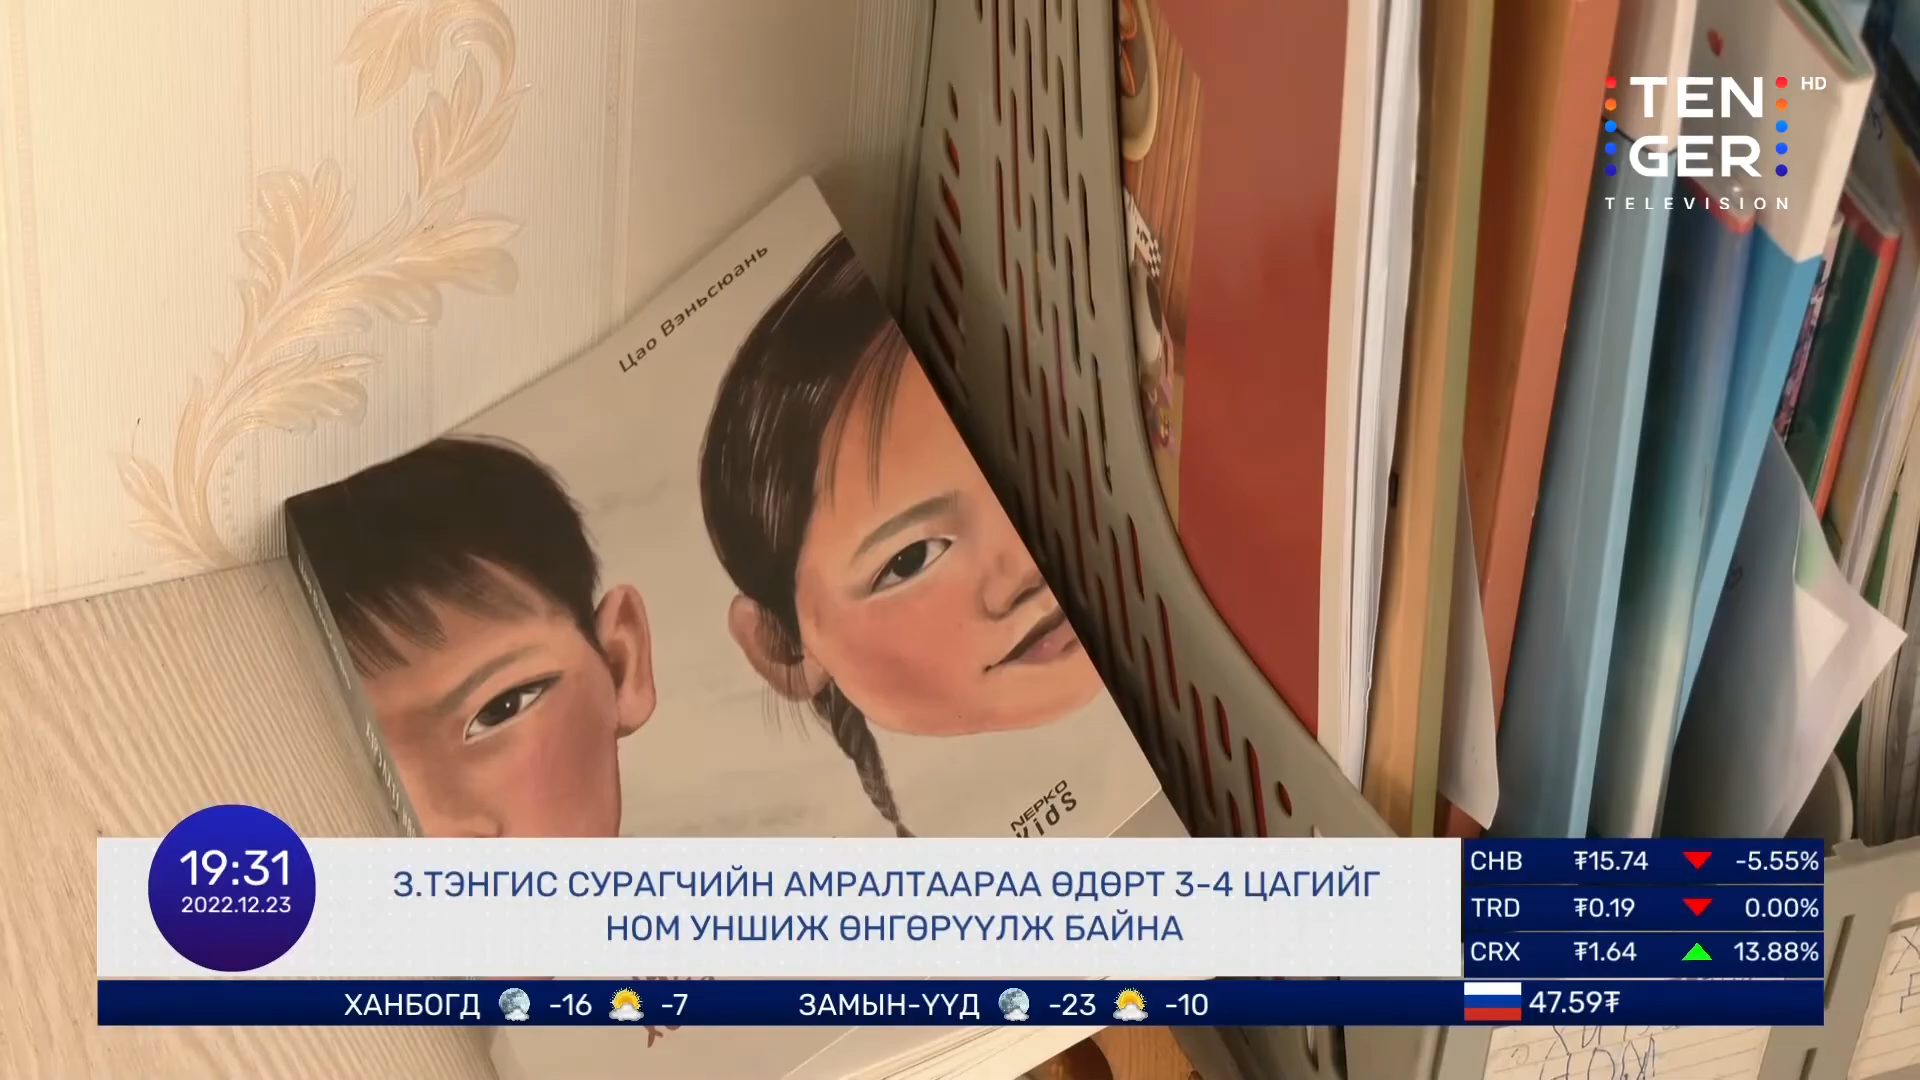 TEN
GER
HD
TELEVISION
Цао Вэньсюань
NEPKO
kids
19:31
2022.12.23
З.ТЭНГИС СУРАГЧИЙН АМРАЛТААРАА ӨДӨРТ 3-4 ЦАГИЙГ
НОМ УНШИЖ ӨНГӨРҮҮЛЖ БАЙНА
CHB ₮15.74 -5.55%
TRD ₮0.19 0.00%
CRX ₮1.64 13.88%
ХАНБОГД -16 -7 ЗАМЫН-ҮҮД -23 -10
47.59₮